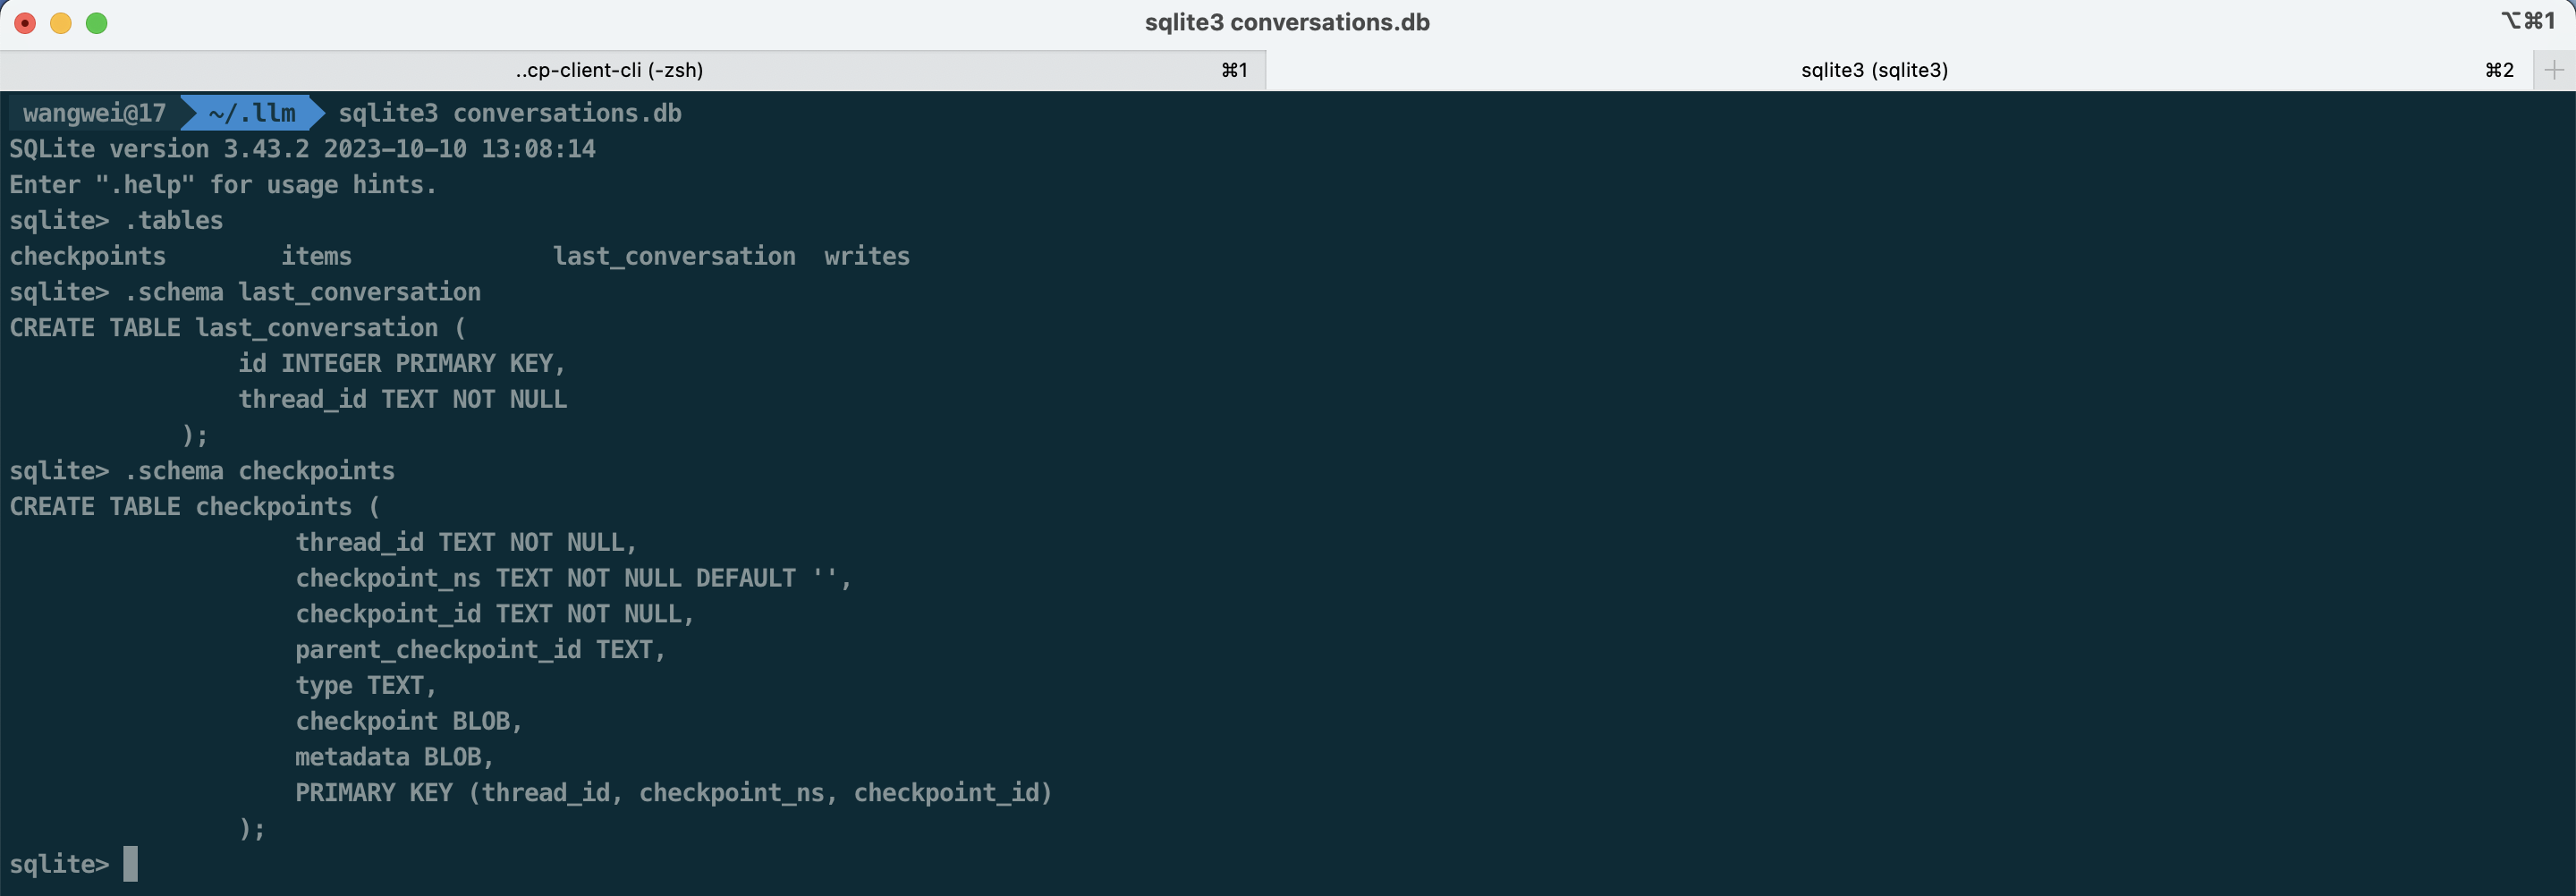 sqlite3 conversations.db
⌥⌘1
..cp-client-cli (-zsh) ⌘1
sqlite3 (sqlite3) ⌘2
wangwei@17 ~/.llm sqlite3 conversations.db
SQLite version 3.43.2 2023-10-10 13:08:14
Enter ".help" for usage hints.
sqlite> .tables
checkpoints items last_conversation writes
sqlite> .schema last_conversation
CREATE TABLE last_conversation (
id INTEGER PRIMARY KEY,
thread_id TEXT NOT NULL
);
sqlite> .schema checkpoints
CREATE TABLE checkpoints (
thread_id TEXT NOT NULL,
checkpoint_ns TEXT NOT NULL DEFAULT '',
checkpoint_id TEXT NOT NULL,
parent_checkpoint_id TEXT,
type TEXT,
checkpoint BLOB,
metadata BLOB,
PRIMARY KEY (thread_id, checkpoint_ns, checkpoint_id)
);
sqlite>